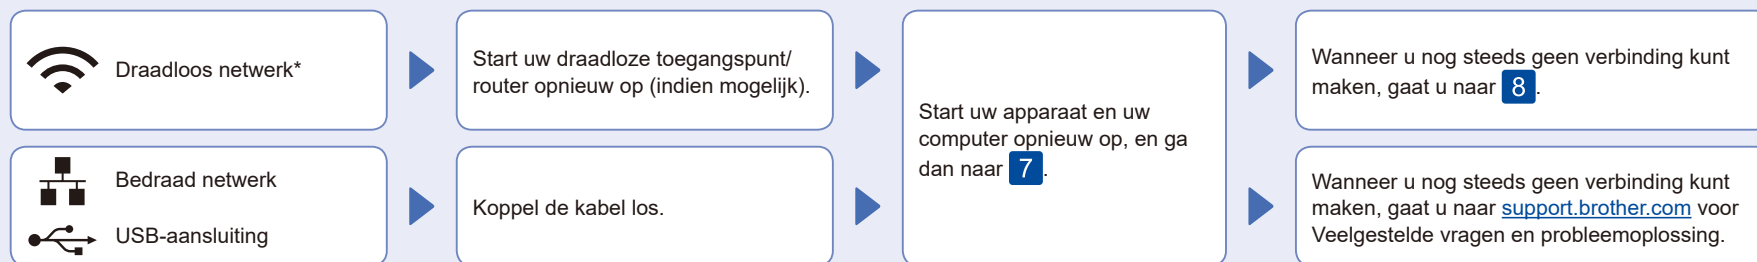 Draadloos netwerk*
Start uw draadloze toegangspunt/
router opnieuw op (indien mogelijk).
Bedraad netwerk
USB-aansluiting
Koppel de kabel los.
Start uw apparaat en uw
computer opnieuw op, en ga
dan naar 7.
Wanneer u nog steeds geen verbinding kunt
maken, gaat u naar 8.
Wanneer u nog steeds geen verbinding kunt
maken, gaat u naar support.brother.com voor
Veelgestelde vragen en probleemoplossing.